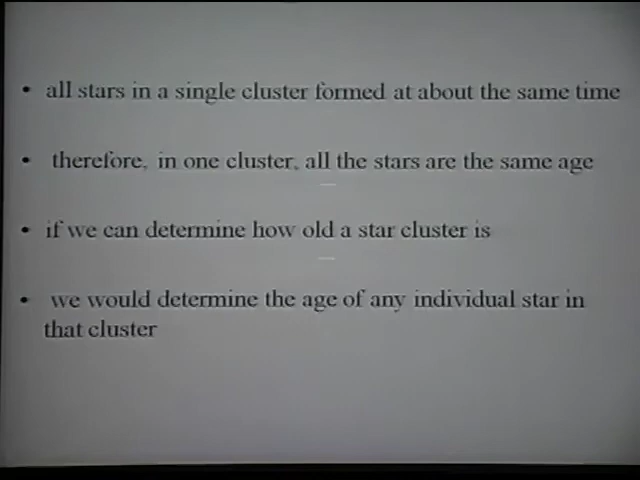 • all stars in a single cluster formed at about the same time
• therefore, in one cluster, all the stars are the same age
• if we can determine how old a star cluster is
• we would determine the age of any individual star in
that cluster